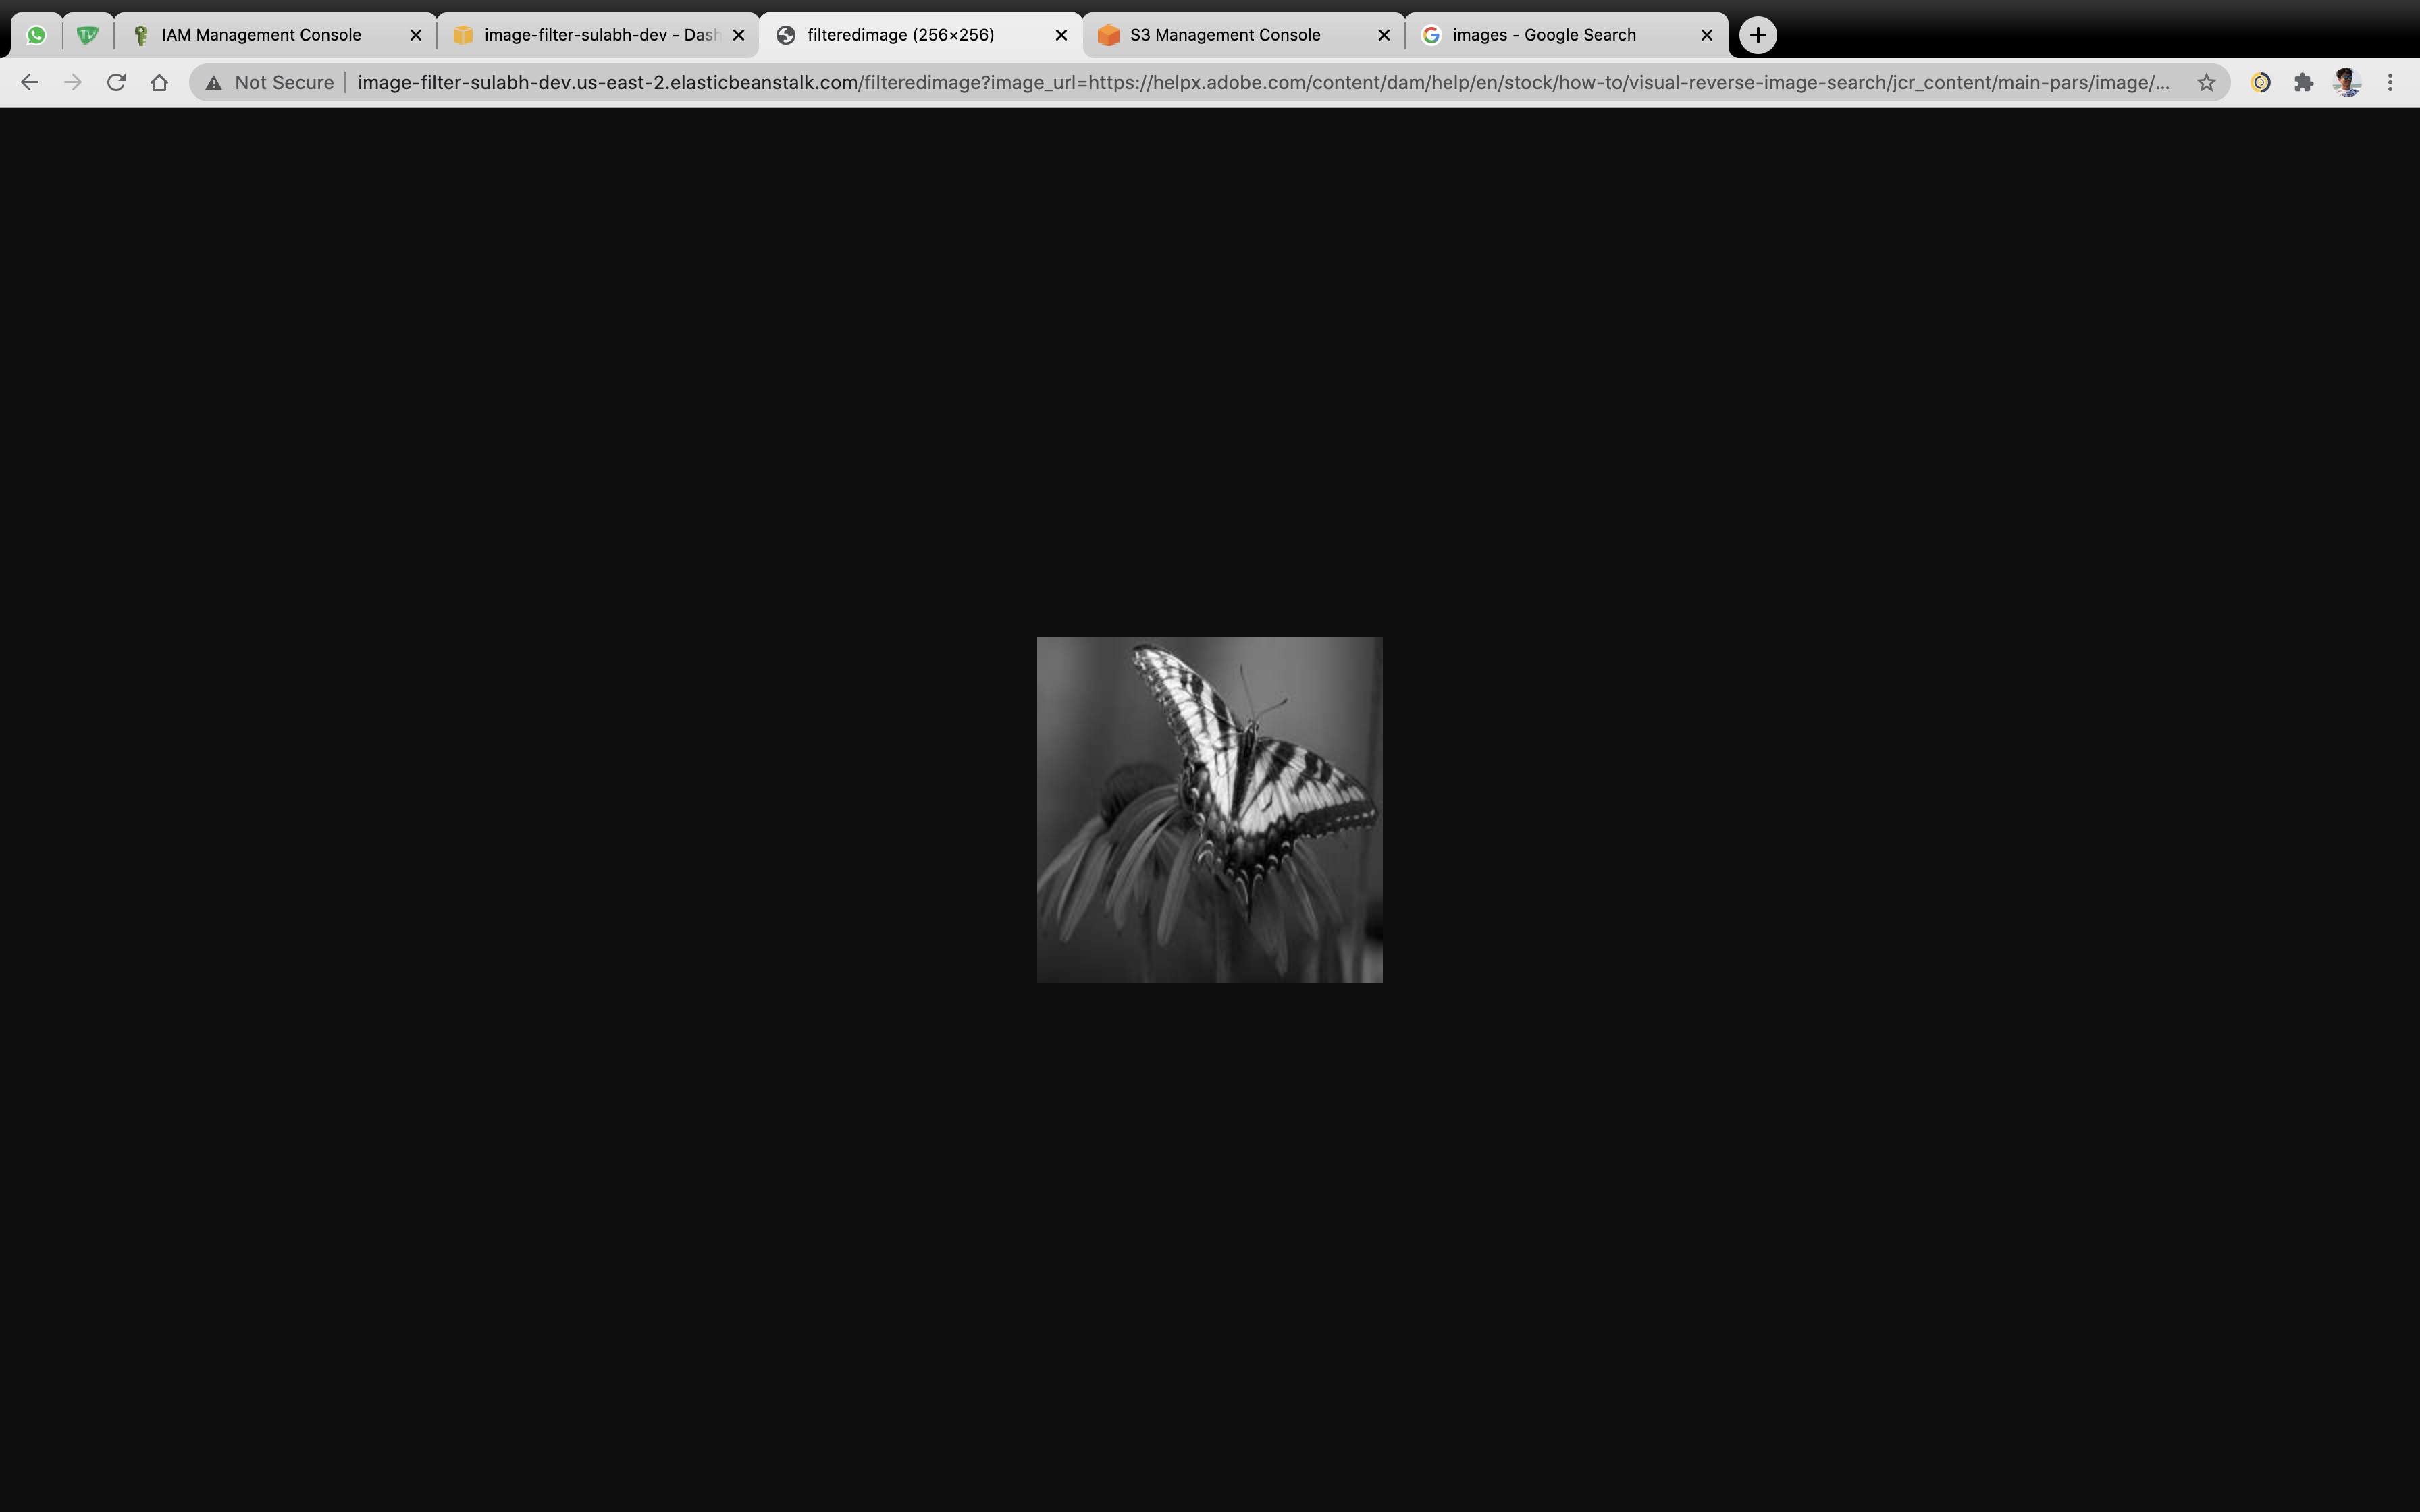 IAM Management Console
image-filter-sulabh-dev - Dash
filteredimage (256×256)
S3 Management Console
images - Google Search
Not Secure
image-filter-sulabh-dev.us-east-2.elasticbeanstalk.com/filteredimage?image_url=https://helpx.adobe.com/content/dam/help/en/stock/how-to/visual-reverse-image-search/jcr_content/main-pars/image/...